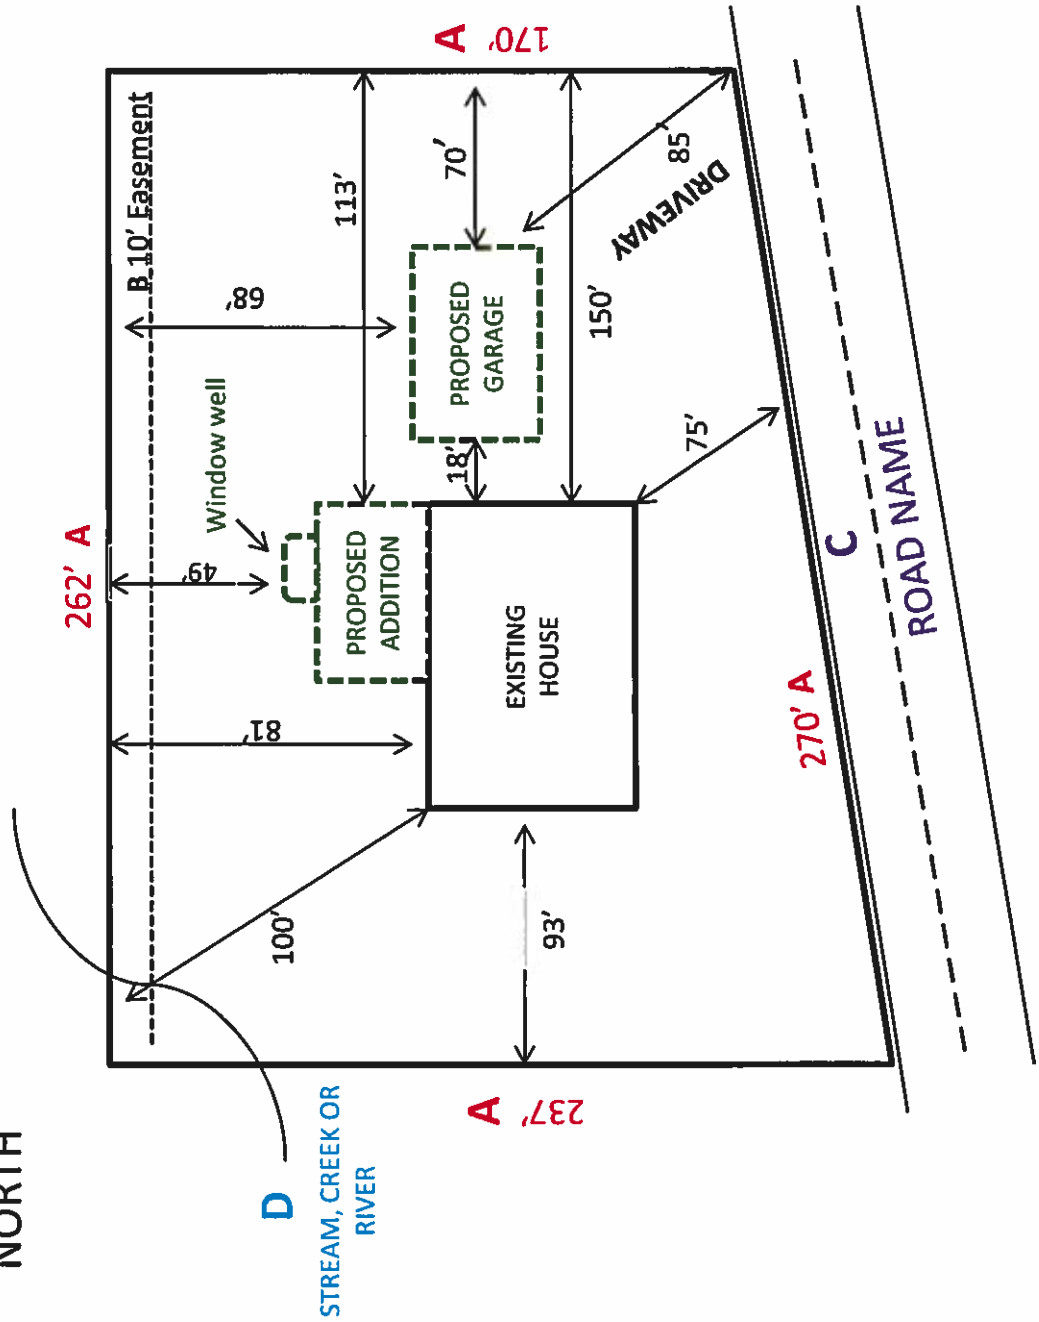 NORTH
D
STREAM, CREEK OR
RIVER
262' A
B 10' Easement
Window well
49'
68'
81'
100'
113'
PROPOSED
ADDITION
PROPOSED
GARAGE
70'
18'
150'
85'
DRIVEWAY
EXISTING
HOUSE
93'
75'
A 237'
A 170'
270' A
C
ROAD NAME